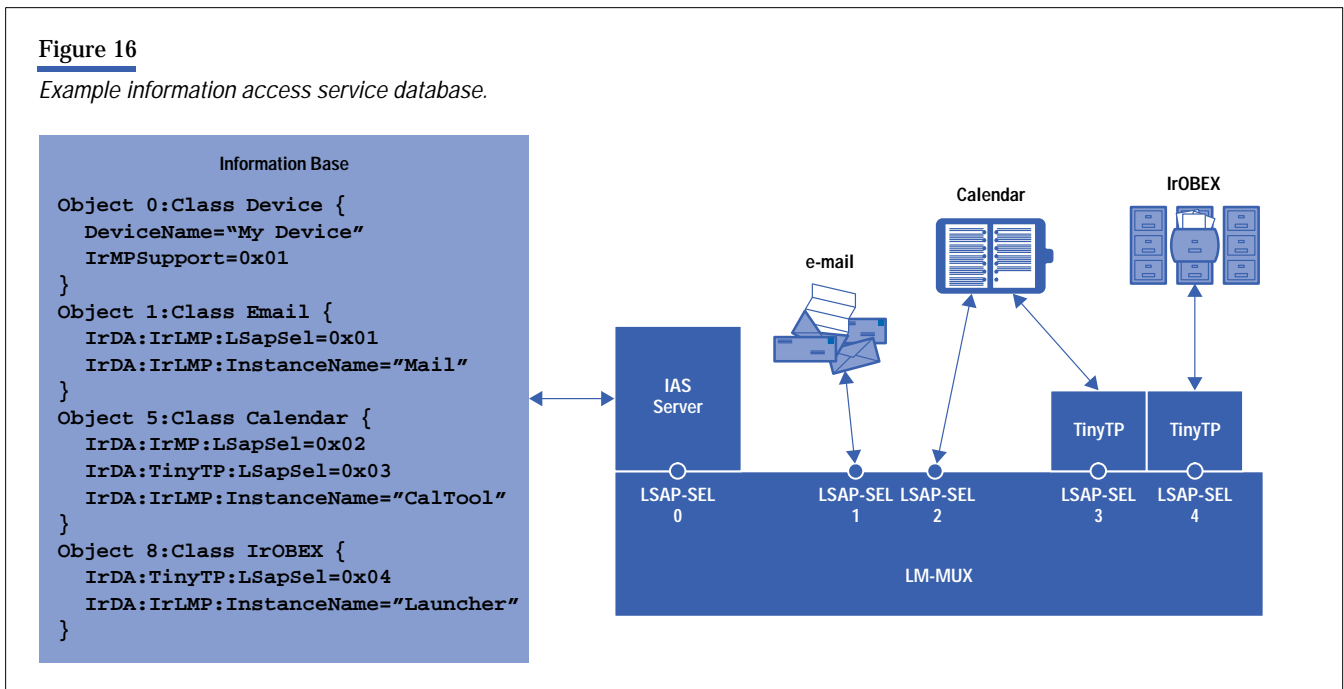 Figure 16
Example information access service database.
Information Base
Object 0:Class Device {
DeviceName=“My Device”
IrMPSupport=0x01
}
Object 1:Class Email {
IrDA:IrLMP:LSapSel=0x01
IrDA:IrLMP:InstanceName=”Mail”
}
Object 5:Class Calendar {
IrDA:IrMP:LSapSel=0x02
IrDA:TinyTP:LSapSel=0x03
IrDA:IrLMP:InstanceName=”CalTool”
}
Object 8:Class IrOBEX {
IrDA:TinyTP:LSapSel=0x04
IrDA:IrLMP:InstanceName=”Launcher”
}
IAS
Server
e-mail
Calendar
IrOBEX
TinyTP
TinyTP
LSAP-SEL
0
LSAP-SEL
1
LSAP-SEL
2
LSAP-SEL
3
LSAP-SEL
4
LM-MUX